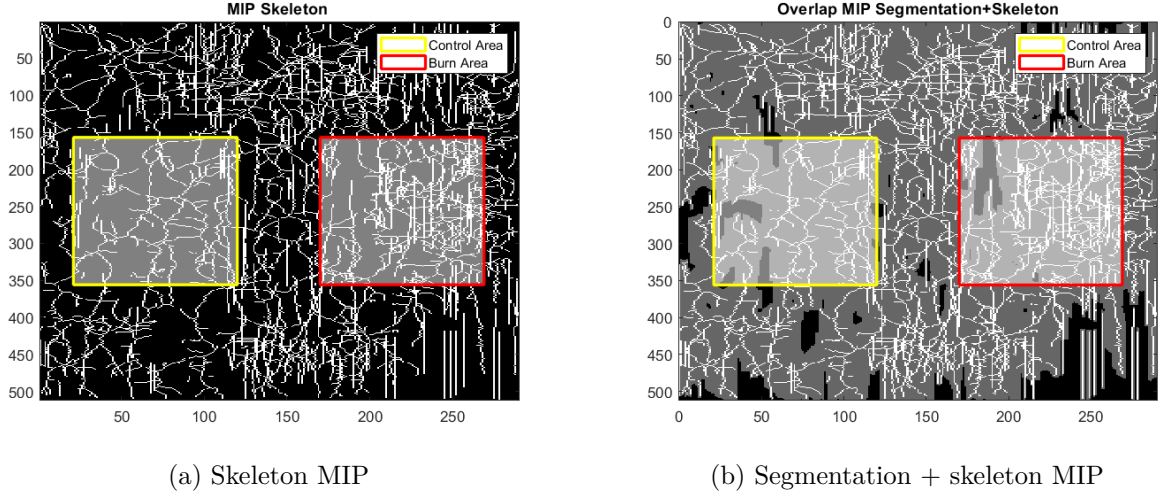 MIP Skeleton
Control Area
Burn Area
0
50
100
150
200
250
300
350
400
450
500
50 100 150 200 250
(a) Skeleton MIP
Overlap MIP Segmentation+Skeleton
Control Area
Burn Area
0
50
100
150
200
250
300
350
400
450
500
0 50 100 150 200 250
(b) Segmentation + skeleton MIP